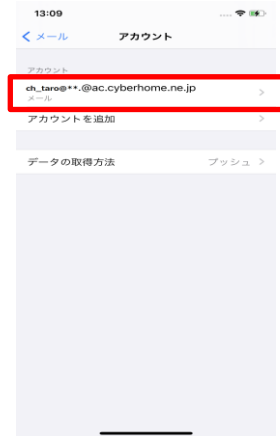 13:09
メール
アカウント
アカウント
ch_taro@**.@ac.cyberhome.ne.jp
メール
アカウントを追加
データの取得方法 プッシュ